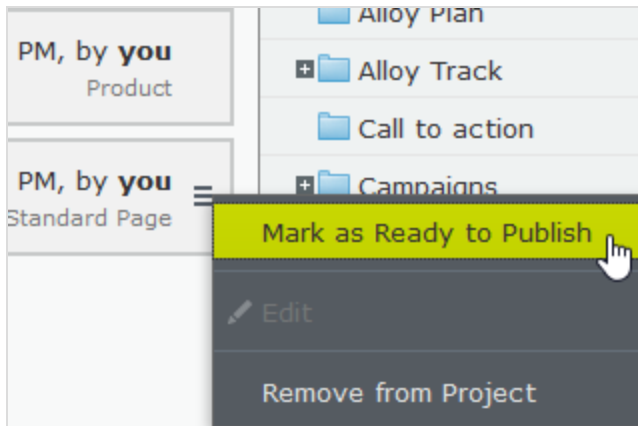 PM, by you
Product
PM, by you
Standard Page
Alloy Plan
Alloy Track
Call to action
Campaigns
Mark as Ready to Publish
Edit
Remove from Project